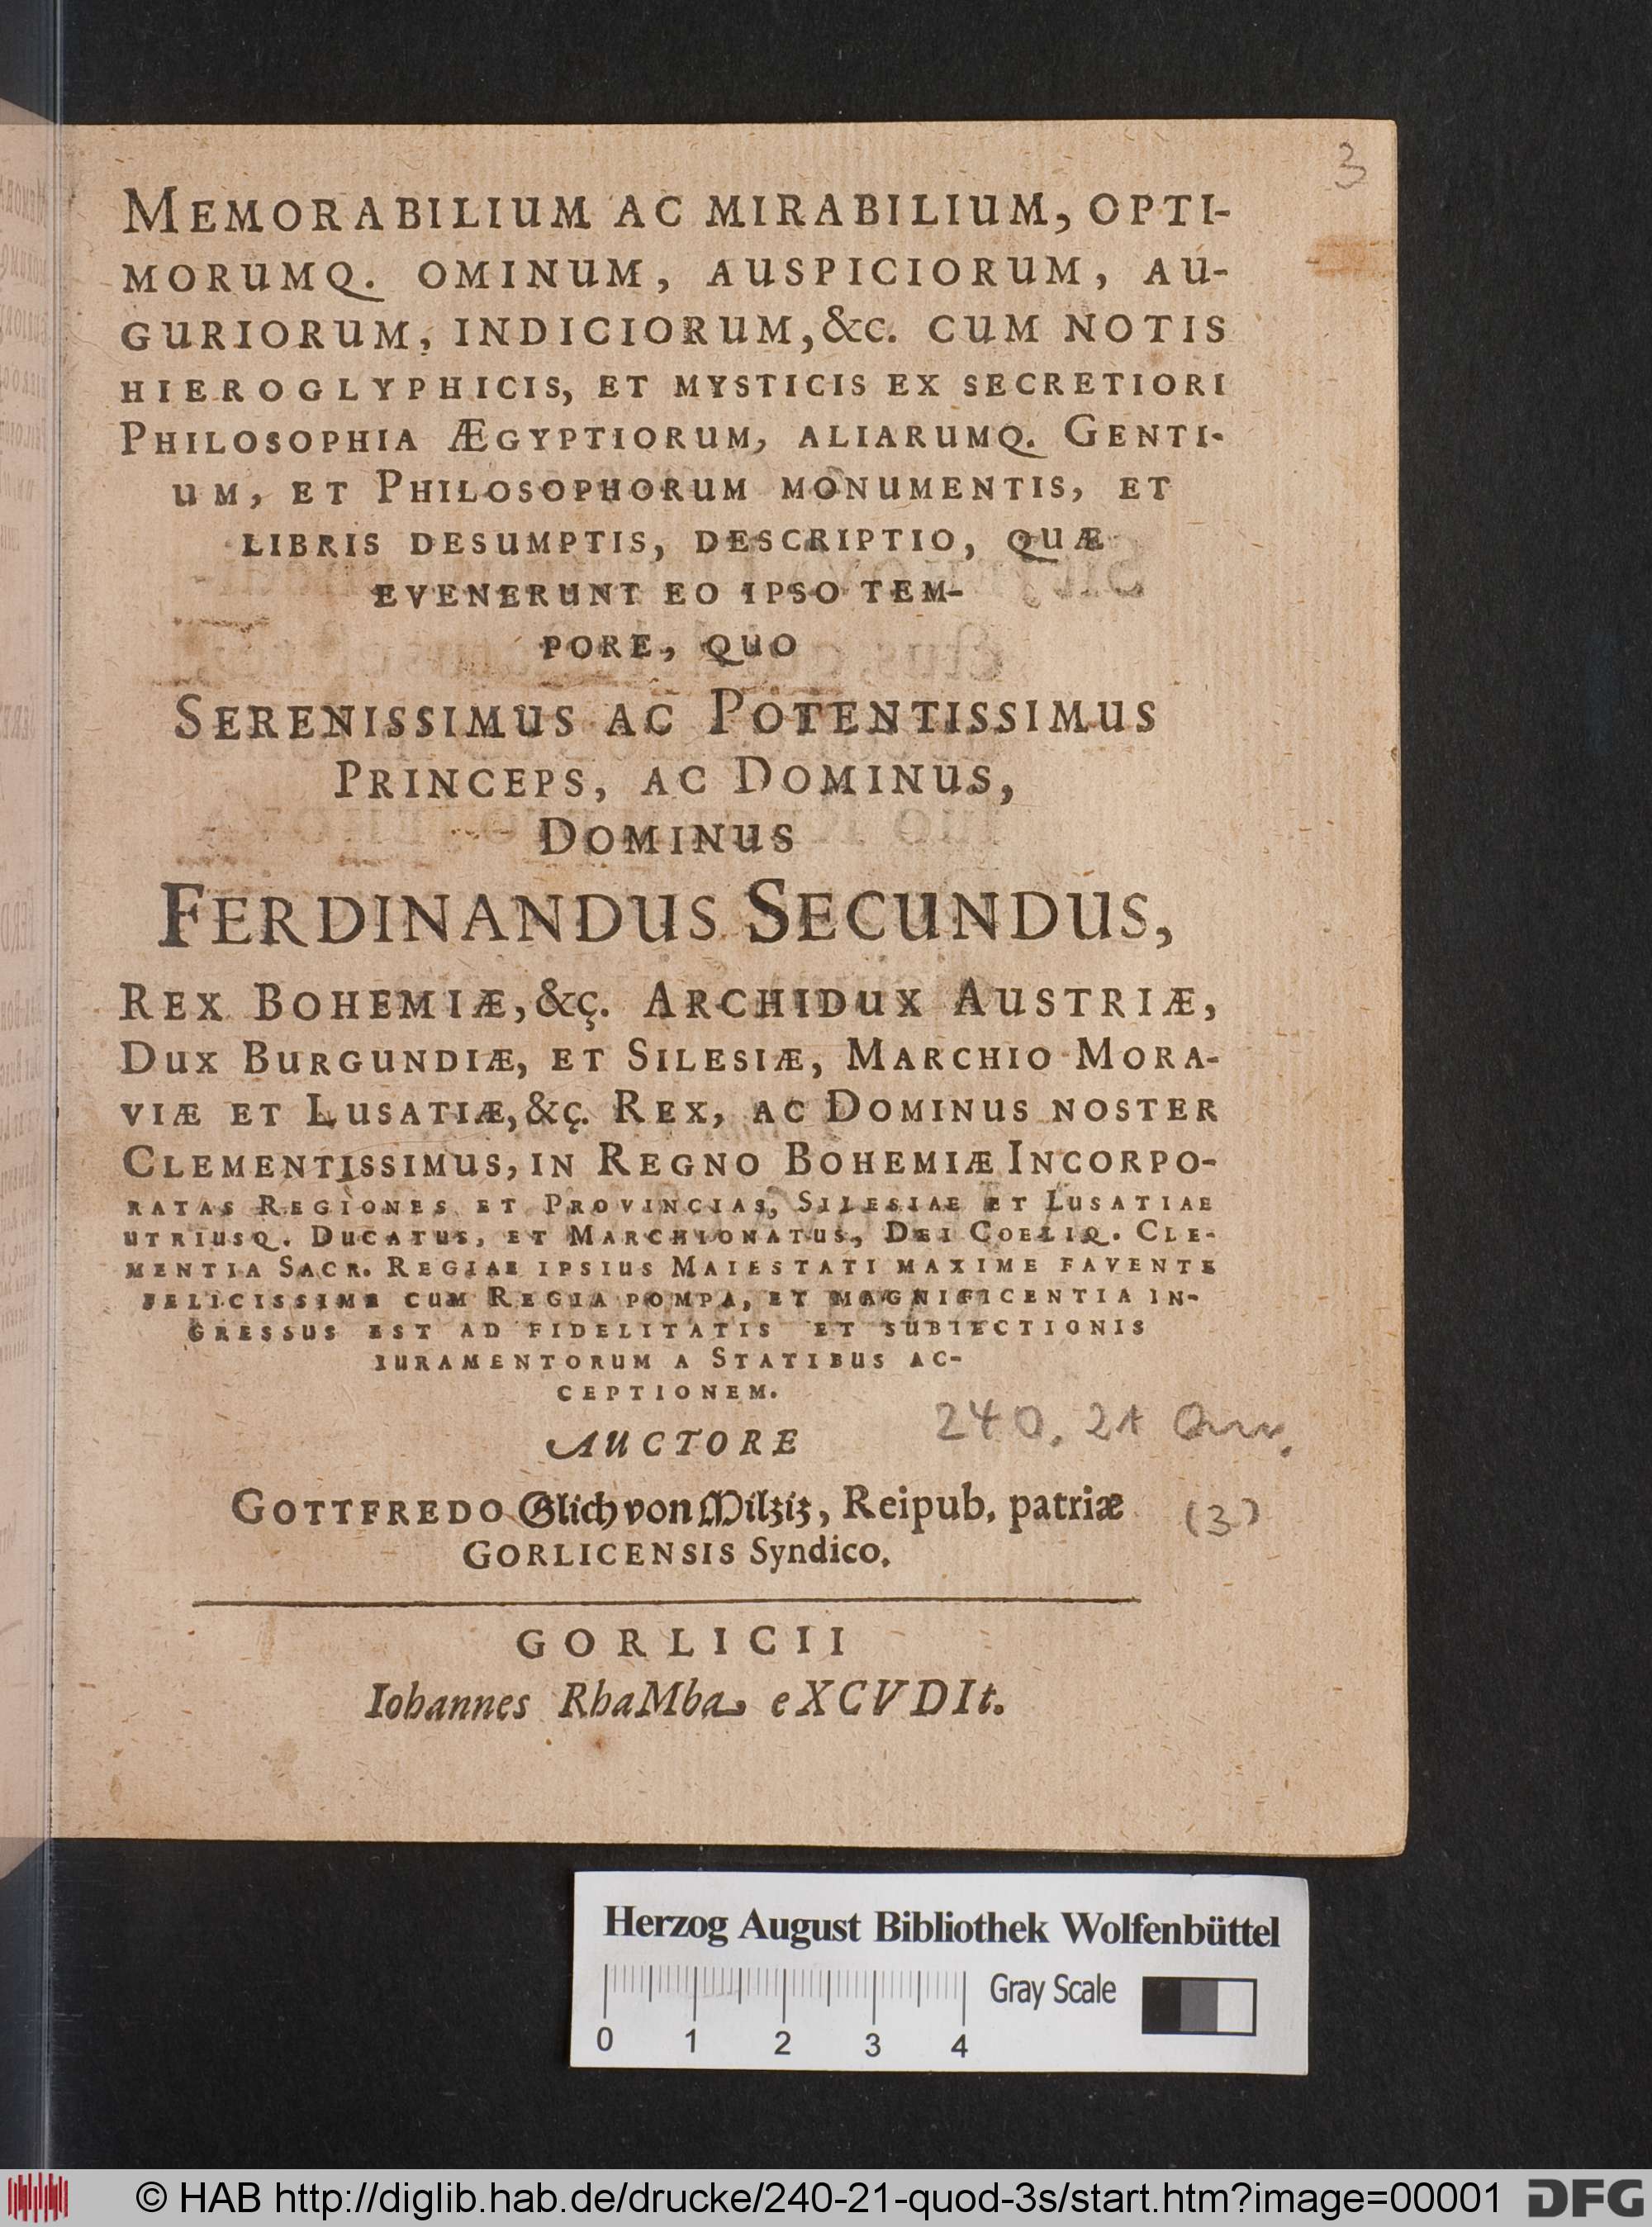 3
MEMORABILIUM AC MIRABILIUM, OPTI-
MORUMQ. OMINUM, AUSPICIORUM, AU-
GURIORUM, INDICIORUM, &c. CUM NOTIS
HIEROGLYPHICIS, ET MYSTICIS EX SECRETIORI
PHILOSOPHIA ÆGYPTIORUM, ALIARUMQ. GENTI-
UM, ET PHILOSOPHORUM MONUMENTIS, ET
LIBRIS DESUMPTIS, DESCRIPTIO, QUÆ
EVENERUNT EO IPSO TEM-
PORE, QUO
SERENISSIMUS AC POTENTISSIMUS
PRINCEPS, AC DOMINUS,
DOMINUS
FERDINANDUS SECUNDUS,
REX BOHEMIÆ, &ç. ARCHIDUX AUSTRIÆ,
DUX BURGUNDIÆ, ET SILESIÆ, MARCHIO MORA-
VIÆ ET LUSATIÆ, &ç. REX, AC DOMINUS NOSTER
CLEMENTISSIMUS, IN REGNO BOHEMIÆ INCORPO-
RATAS REGIONES ET PROVINCIAS, SILESIAE ET LUSATIAE
UTRIUSQ. DUCATUS, ET MARCHIONATUS, DEI COELIQ. CLE-
MENTIA SACR. REGIAE IPSIUS MAIESTATI MAXIME FAVENTE
FELICISSIME CUM REGIA POMPA, ET MAGNIFICENTIA IN-
GRESSUS EST AD FIDELITATIS ET SUBIECTIONIS
IURAMENTORUM A STATIBUS AC-
CEPTIONEM.
AUCTORE
240. 21 Quv.
GOTTFREDO Glich von Milziz, Reipub. patriæ
(3)
GORLICENSIS Syndico.
GORLICII
Iohannes RhaMba eXCVDIt.
Herzog August Bibliothek Wolfenbüttel
Gray Scale
0 1 2 3 4
© HAB http://diglib.hab.de/drucke/240-21-quod-3s/start.htm?image=00001 DFG